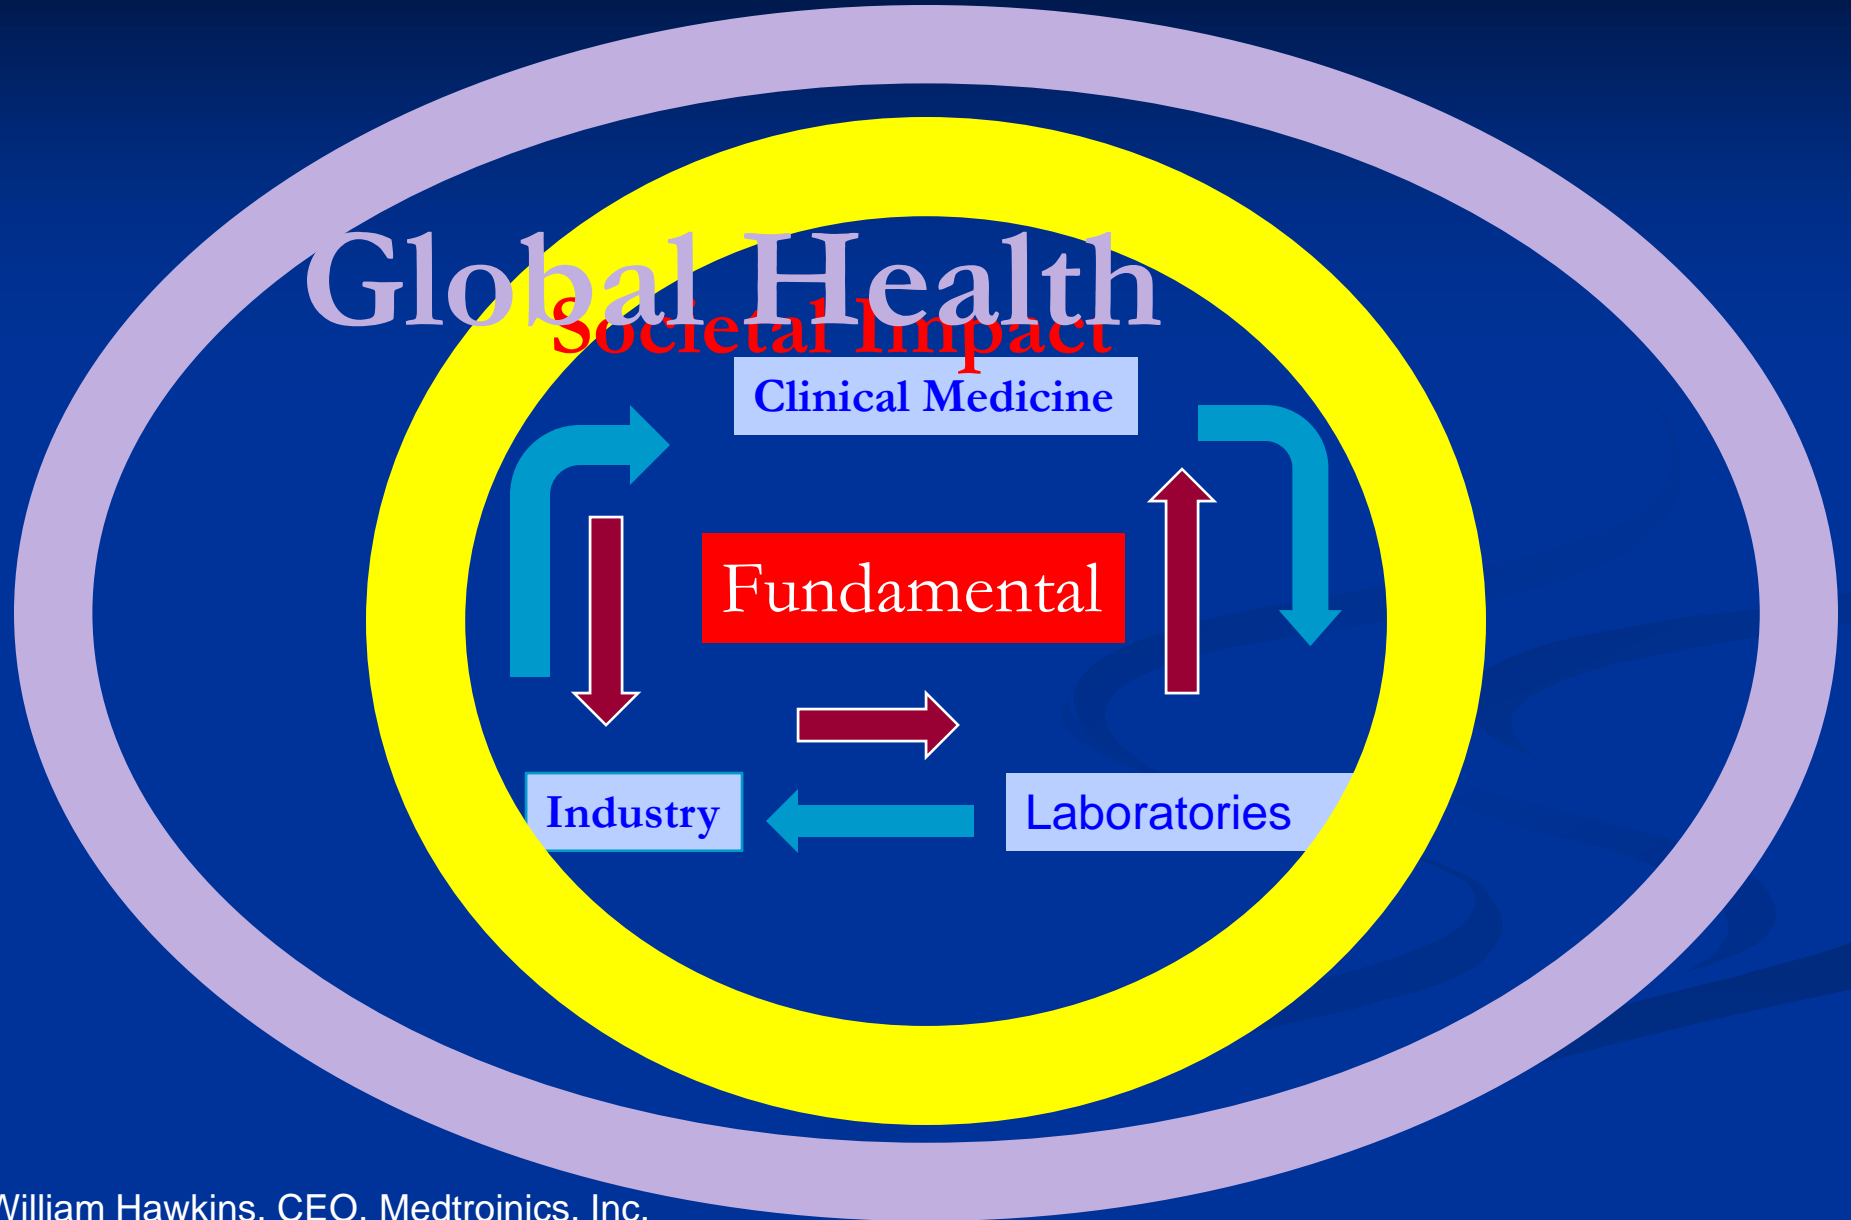 Global Health
Societal Impact
Clinical Medicine
Fundamental
Industry
Laboratories
William Hawkins, CEO, Medtroinics, Inc.